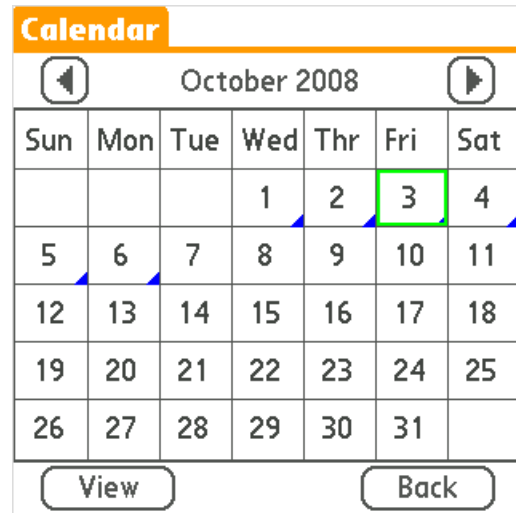 Calendar
October 2008
Sun Mon Tue Wed Thr Fri Sat
1 2 3 4
5 6 7 8 9 10 11
12 13 14 15 16 17 18
19 20 21 22 23 24 25
26 27 28 29 30 31
View Back